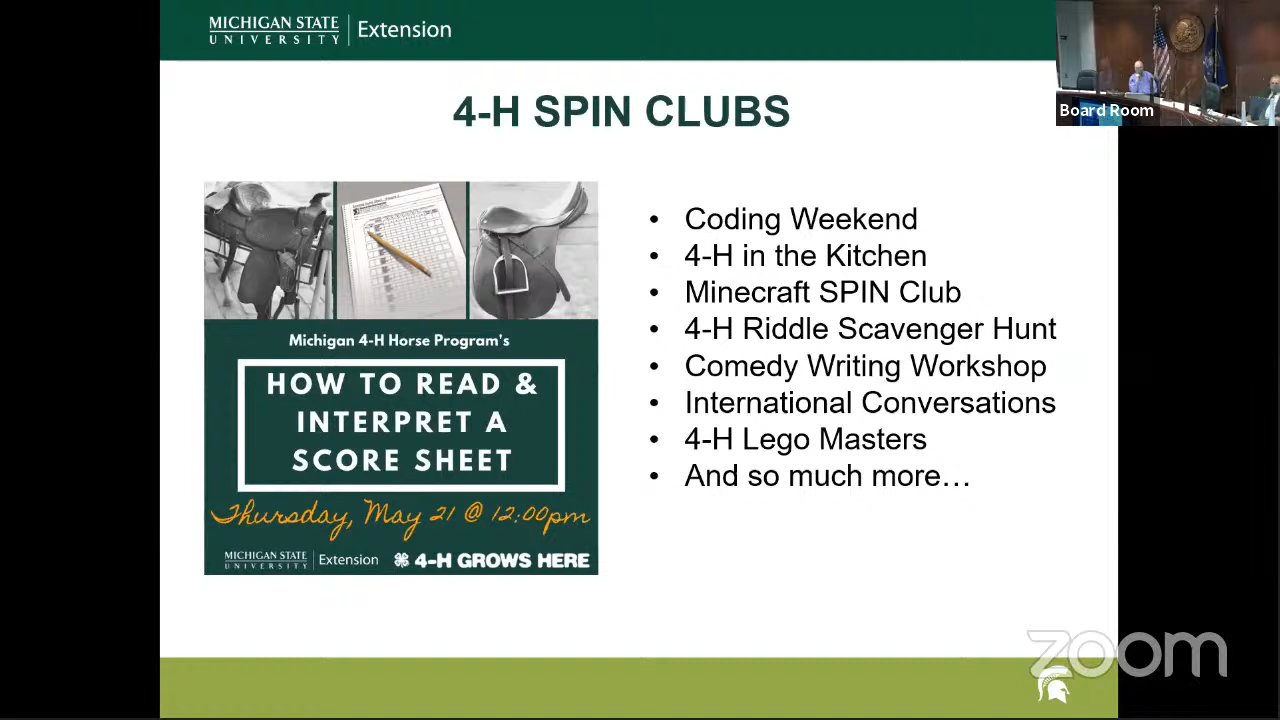 MICHIGAN STATE
UNIVERSITY
Extension
Board Room
4-H SPIN CLUBS
Michigan 4-H Horse Program's
HOW TO READ &
INTERPRET A
SCORE SHEET
Thursday, May 21 @ 12:00pm
MICHIGAN STATE
UNIVERSITY
Extension
4-H GROWS HERE
• Coding Weekend
• 4-H in the Kitchen
• Minecraft SPIN Club
• 4-H Riddle Scavenger Hunt
• Comedy Writing Workshop
• International Conversations
• 4-H Lego Masters
• And so much more…
zoom